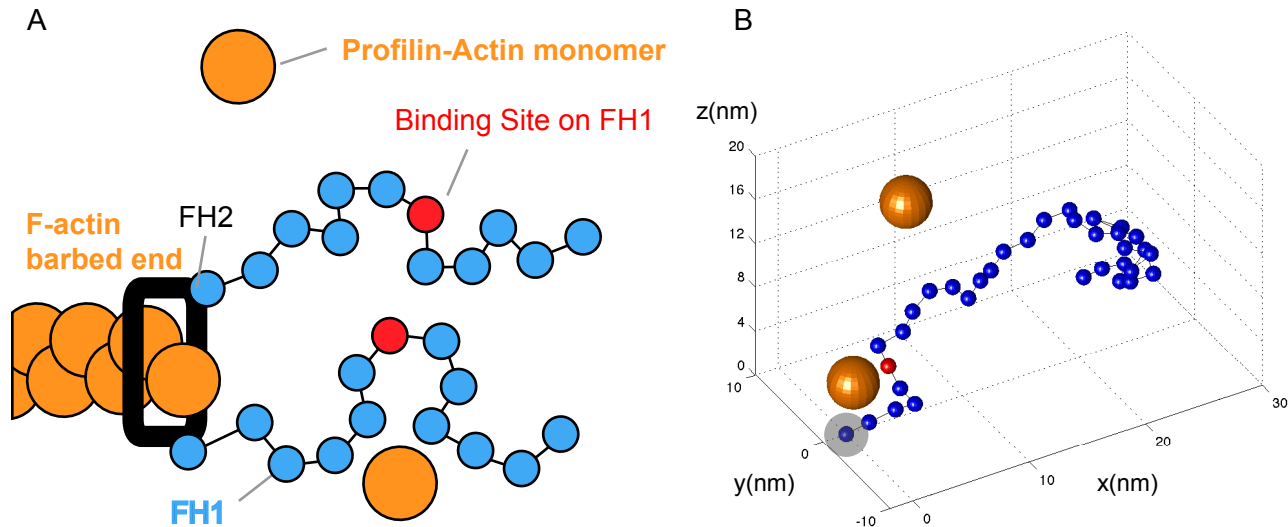 A
Profilin-Actin monomer
Binding Site on FH1
F-actin
barbed end
FH2
FH1
B
z(nm)
20
16
12
8
4
0
10
0
-10
y(nm)
0
10
20
30
x(nm)